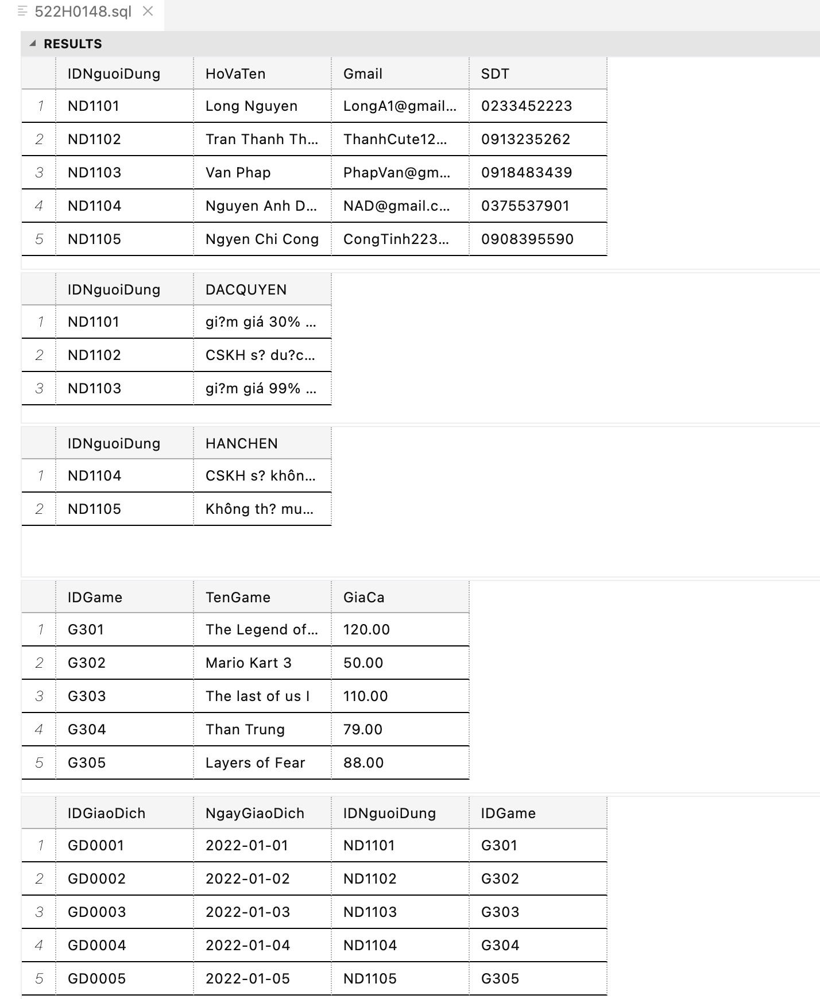 522H0148.sql
RESULTS
IDNguoiDung HoVaTen Gmail SDT
1 ND1101 Long Nguyen LongA1@gmail... 0233452223
2 ND1102 Tran Thanh Th... ThanhCute12... 0913235262
3 ND1103 Van Phap PhapVan@gm... 0918483439
4 ND1104 Nguyen Anh D... NAD@gmail.c... 0375537901
5 ND1105 Ngyen Chi Cong CongTinh223... 0908395590
IDNguoiDung DACQUYEN
1 ND1101 gi?m giá 30% ...
2 ND1102 CSKH s? du?c...
3 ND1103 gi?m giá 99% ...
IDNguoiDung HANCHEN
1 ND1104 CSKH s? khôn...
2 ND1105 Không th? mu...
IDGame TenGame GiaCa
1 G301 The Legend of... 120.00
2 G302 Mario Kart 3 50.00
3 G303 The last of us I 110.00
4 G304 Than Trung 79.00
5 G305 Layers of Fear 88.00
IDGiaoDich NgayGiaoDich IDNguoiDung IDGame
1 GD0001 2022-01-01 ND1101 G301
2 GD0002 2022-01-02 ND1102 G302
3 GD0003 2022-01-03 ND1103 G303
4 GD0004 2022-01-04 ND1104 G304
5 GD0005 2022-01-05 ND1105 G305